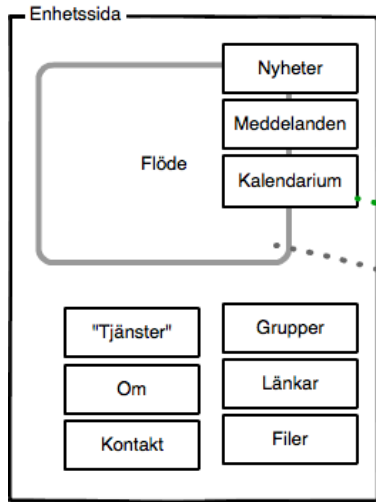 Enhetssida
Nyheter
Meddelanden
Flöde
Kalendarium
"Tjänster"
Grupper
Om
Länkar
Kontakt
Filer